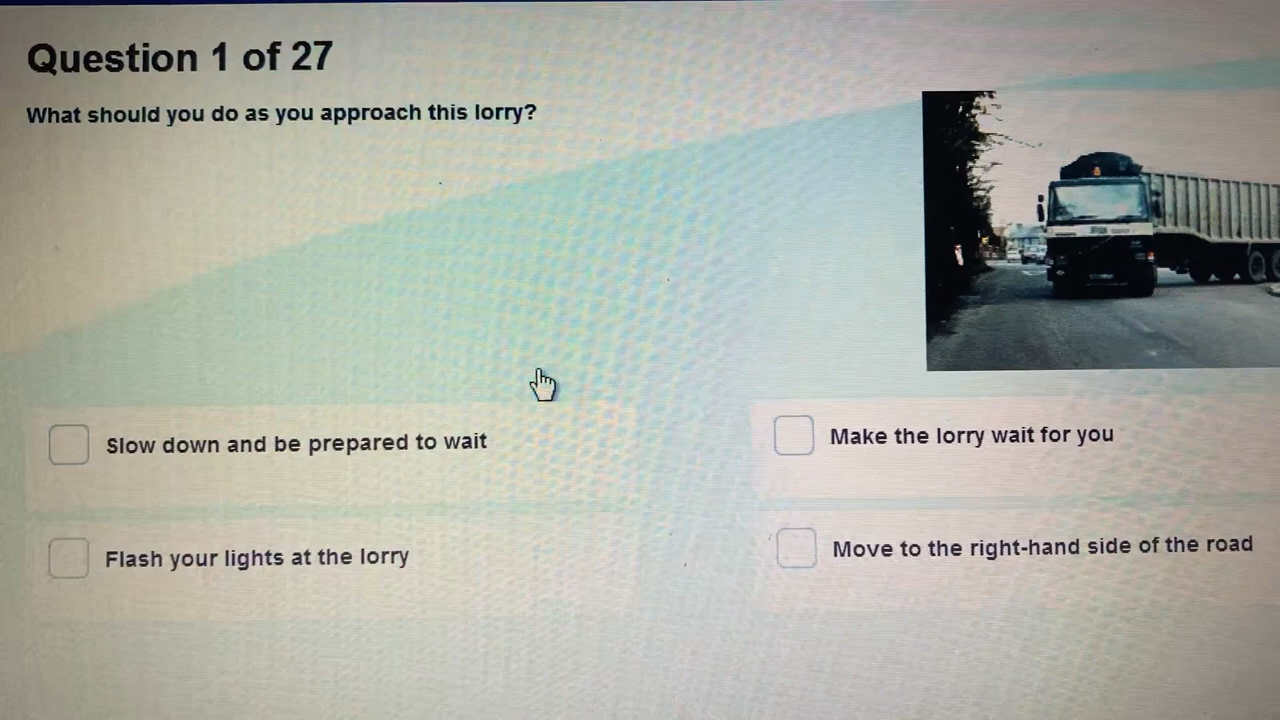 Question 1 of 27
What should you do as you approach this lorry?
Slow down and be prepared to wait
Make the lorry wait for you
Flash your lights at the lorry
Move to the right-hand side of the road